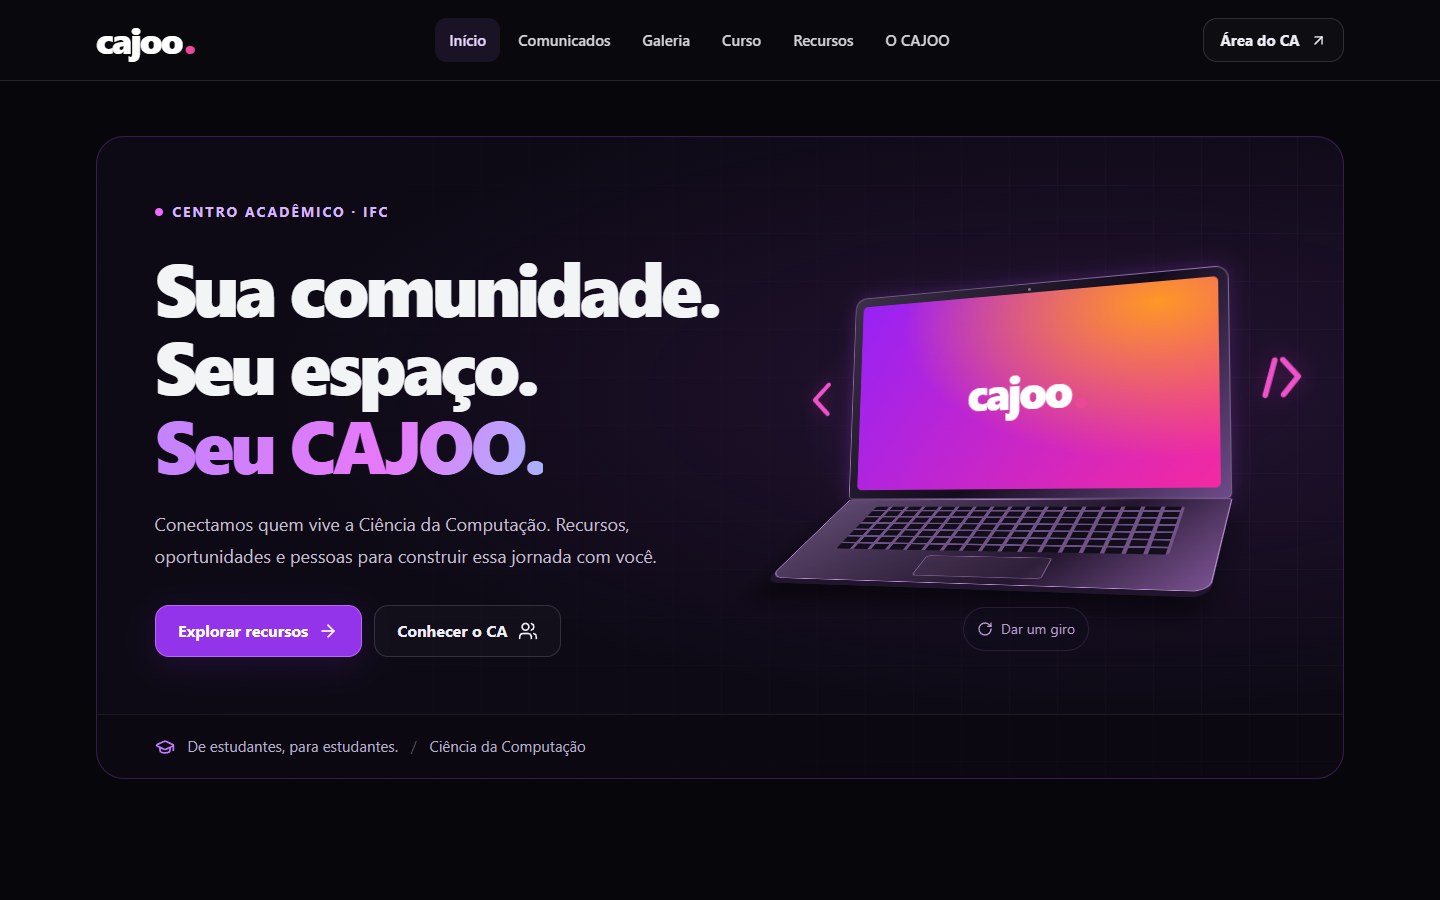 cajoo.
Início
Comunicados
Galeria
Curso
Recursos
O CAJOO
Área do CA
CENTRO ACADÊMICO · IFC
Sua comunidade.
Seu espaço.
Seu CAJOO.
Conectamos quem vive a Ciência da Computação. Recursos,
oportunidades e pessoas para construir essa jornada com você.
Explorar recursos
Conhecer o CA
cajoo.
</>
Dar um giro
De estudantes, para estudantes. / Ciência da Computação